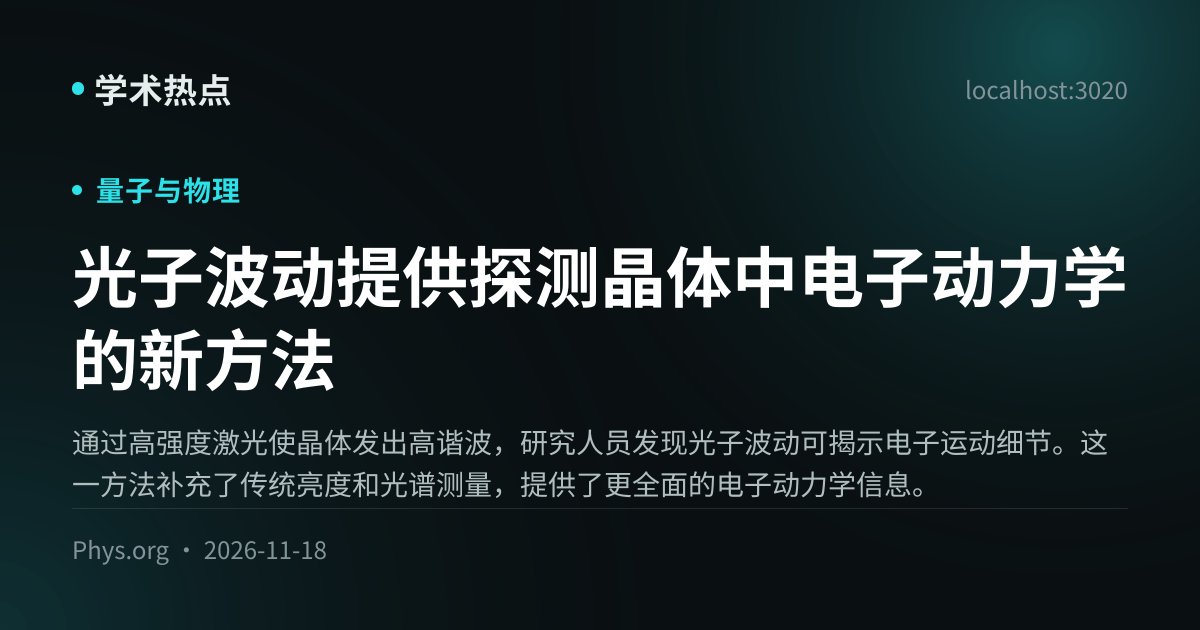 学术热点
localhost:3020
量子与物理
光子波动提供探测晶体中电子动力学
的新方法
通过高强度激光使晶体发出高谐波，研究人员发现光子波动可揭示电子运动细节。这
一方法补充了传统亮度和光谱测量，提供了更全面的电子动力学信息。
Phys.org · 2026-11-18